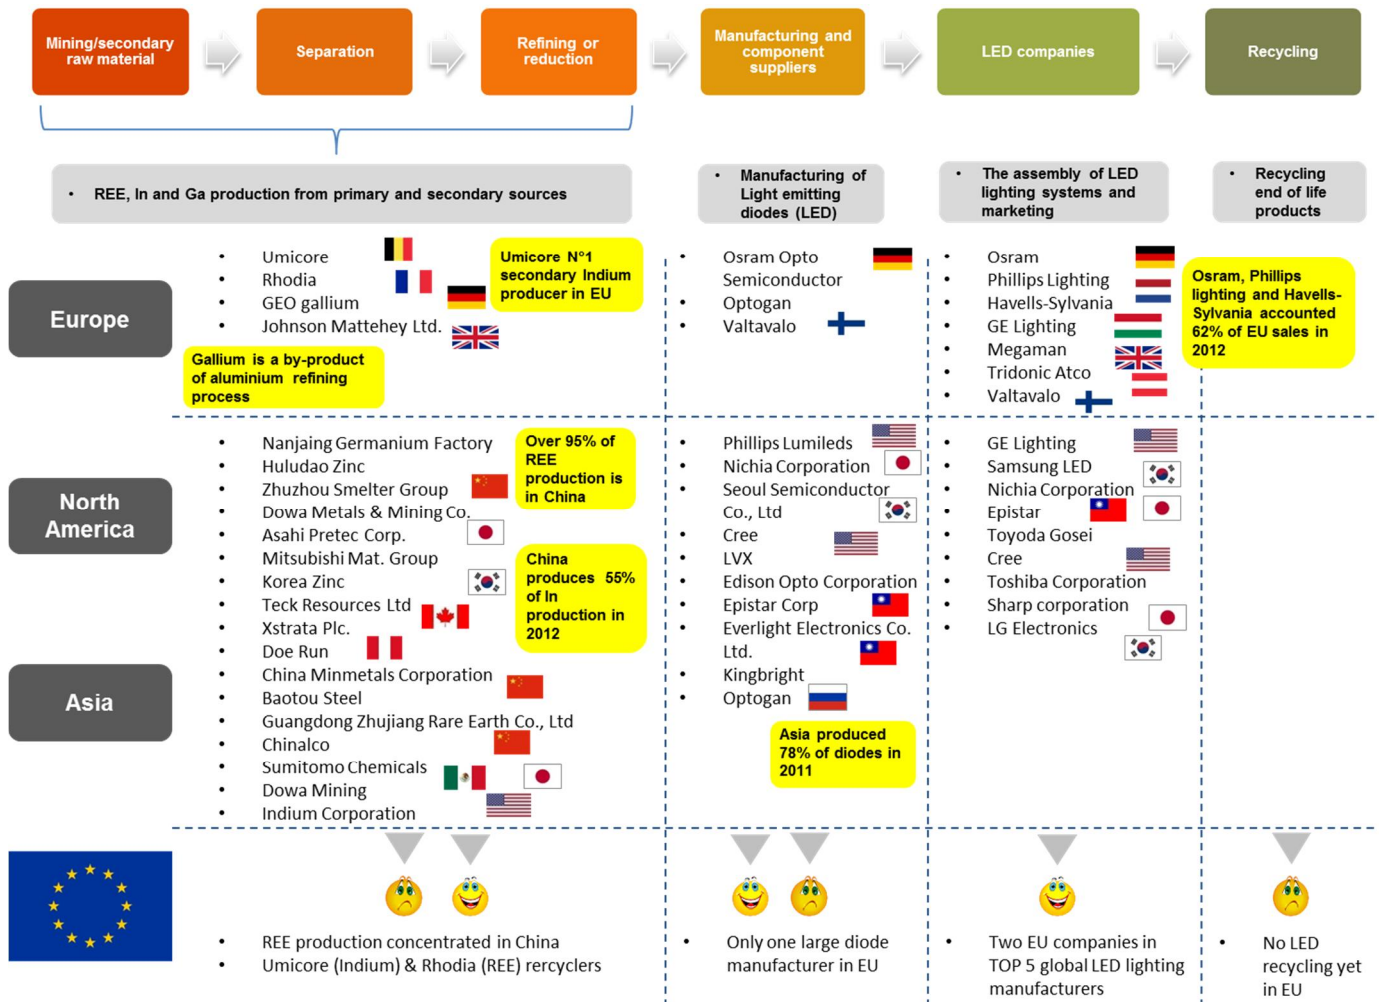 Mining/secondary
raw material
Separation
Refining or
reduction
Manufacturing and
component
suppliers
LED companies
Recycling
• REE, In and Ga production from primary and secondary sources
• Manufacturing of
Light emitting
diodes (LED)
• The assembly of LED
lighting systems and
marketing
• Recycling
end of life
products
Europe
• Umicore
• Rhodia
• GEO gallium
• Johnson Mattehey Ltd.
Umicore N°1
secondary Indium
producer in EU
Gallium is a by-product
of aluminium refining
process
• Osram Opto
Semiconductor
• Optogan
• Valtavalo
• Osram
• Phillips Lighting
• Havells-Sylvania
• GE Lighting
• Megaman
• Tridonic Atco
• Valtavalo
Osram, Phillips
lighting and Havells-
Sylvania accounted
62% of EU sales in
2012
North
America
Asia
• Nanjaing Germanium Factory
• Huludao Zinc
• Zhuzhou Smelter Group
• Dowa Metals & Mining Co.
• Asahi Pretec Corp.
• Mitsubishi Mat. Group
• Korea Zinc
• Teck Resources Ltd
• Xstrata Plc.
• Doe Run
• China Minmetals Corporation
• Baotou Steel
• Guangdong Zhujiang Rare Earth Co., Ltd
• Chinalco
• Sumitomo Chemicals
• Dowa Mining
• Indium Corporation
Over 95% of
REE
production is
in China
China
produces 55%
of In
production in
2012
• Phillips Lumileds
• Nichia Corporation
• Seoul Semiconductor
Co., Ltd
• Cree
• LVX
• Edison Opto Corporation
• Epistar Corp
• Everlight Electronics Co.
Ltd.
• Kingbright
• Optogan
Asia produced
78% of diodes in
2011
• GE Lighting
• Samsung LED
• Nichia Corporation
• Epistar
• Toyoda Gosei
• Cree
• Toshiba Corporation
• Sharp corporation
• LG Electronics
• REE production concentrated in China
• Umicore (Indium) & Rhodia (REE) rercyclers
• Only one large diode
manufacturer in EU
• Two EU companies in
TOP 5 global LED lighting
manufacturers
• No LED
recycling yet
in EU